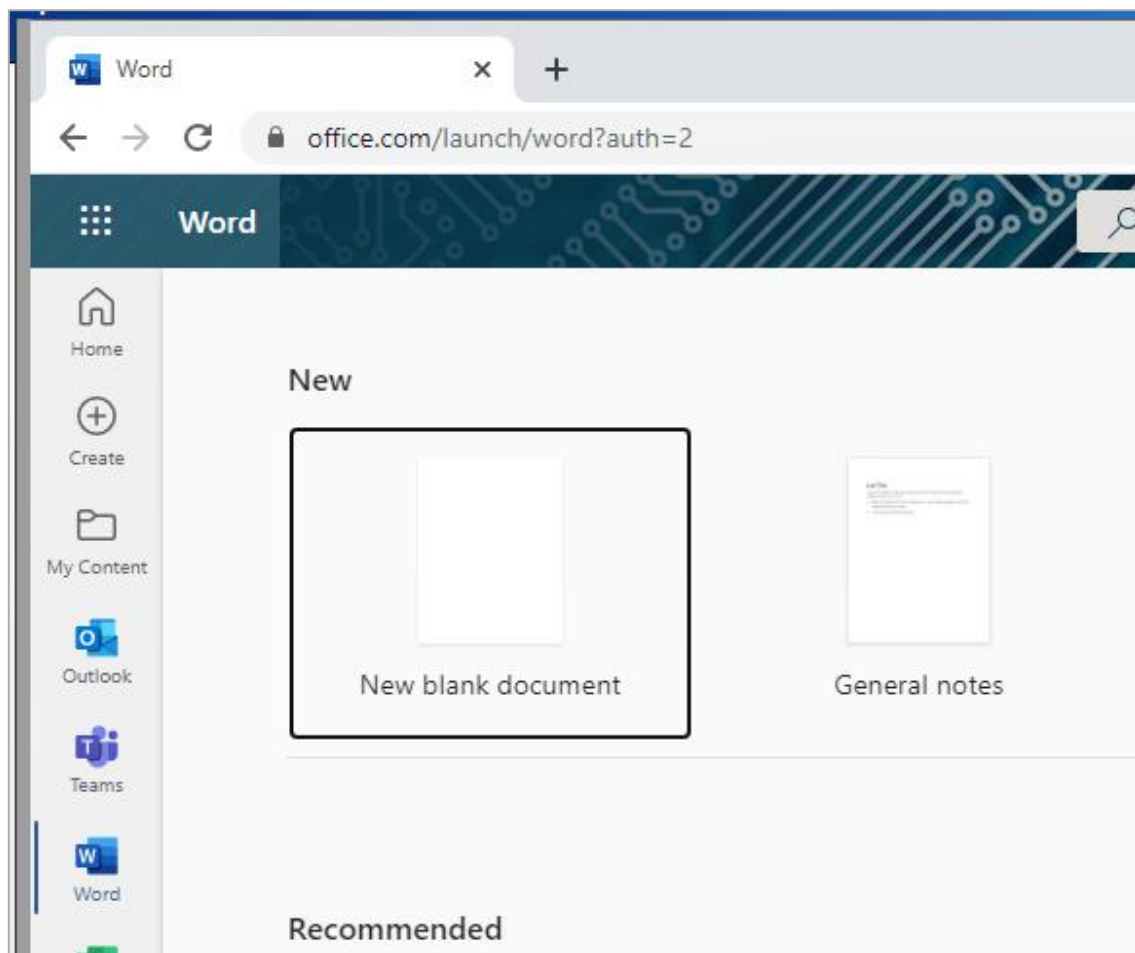 Word
office.com/launch/word?auth=2
Word
Home
Create
My Content
Outlook
Teams
Word
New
New blank document
General notes
Recommended